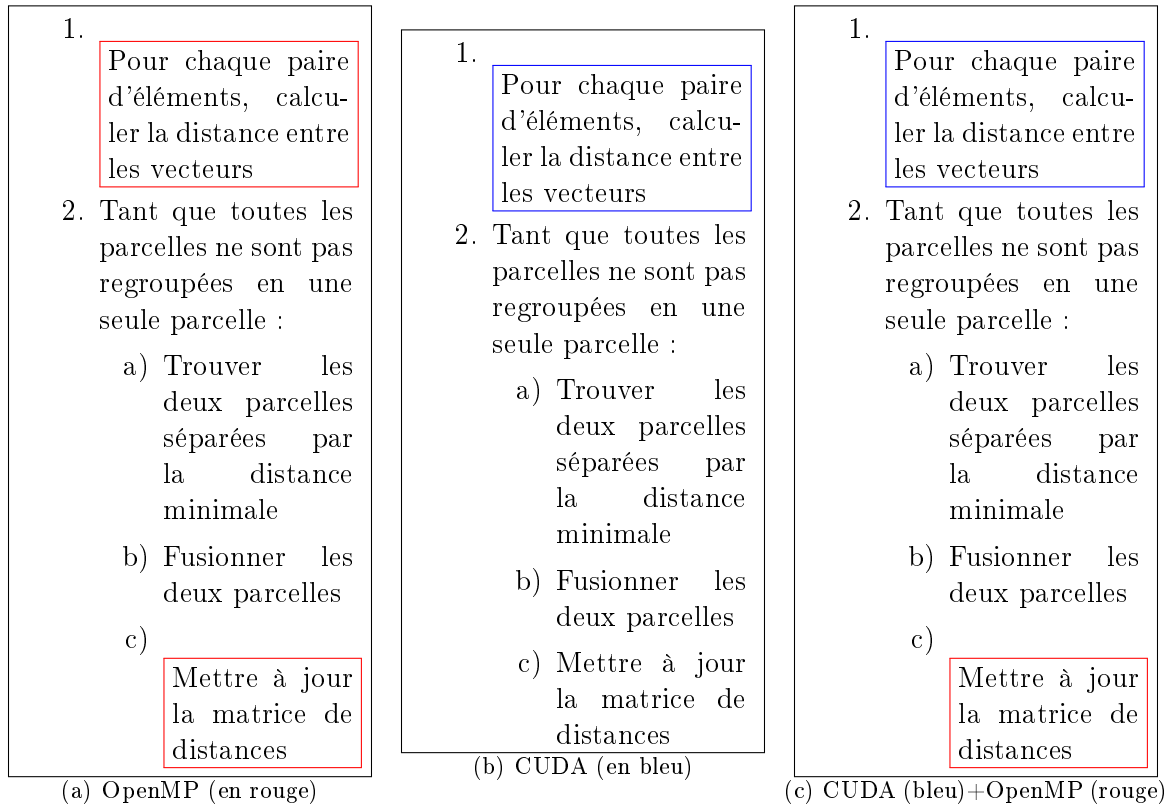 1.
Pour chaque paire
d'éléments, calcu-
ler la distance entre
les vecteurs
2. Tant que toutes les
parcelles ne sont pas
regroupées en une
seule parcelle :
a) Trouver les
deux parcelles
séparées par
la distance
minimale
b) Fusionner les
deux parcelles
c)
Mettre à jour
la matrice de
distances
(a) OpenMP (en rouge)
1.
Pour chaque paire
d'éléments, calcu-
ler la distance entre
les vecteurs
2. Tant que toutes les
parcelles ne sont pas
regroupées en une
seule parcelle :
a) Trouver les
deux parcelles
séparées par
la distance
minimale
b) Fusionner les
deux parcelles
c) Mettre à jour
la matrice de
distances
(b) CUDA (en bleu)
1.
Pour chaque paire
d'éléments, calcu-
ler la distance entre
les vecteurs
2. Tant que toutes les
parcelles ne sont pas
regroupées en une
seule parcelle :
a) Trouver les
deux parcelles
séparées par
la distance
minimale
b) Fusionner les
deux parcelles
c)
Mettre à jour
la matrice de
distances
(c) CUDA (bleu)+OpenMP (rouge)